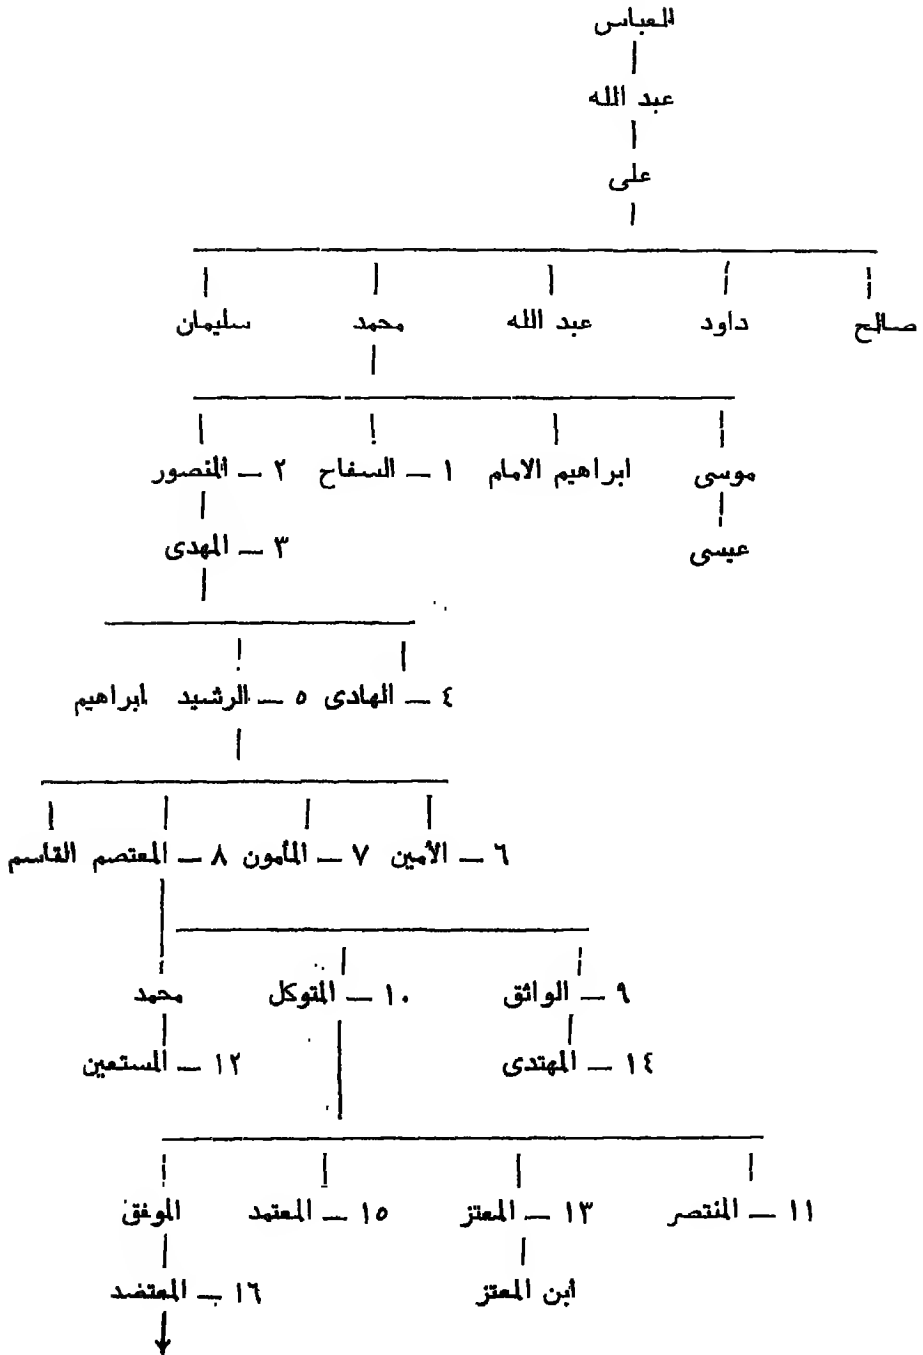 العباس
عبد الله
على
صالح داود عبد الله محمد سليمان
موسى ابراهيم الامام ١ — السفاح ٢ — المنصور
عيسى ٣ — المهدى
٤ — الهادى ٥ — الرشيد ابراهيم
٦ — الأمين ٧ — المأمون ٨ — المعتصم القاسم
٩ — الواثق ١٠ — المتوكل محمد
١٤ — المهتدى ١٢ — المستعين
١١ — المنتصر ١٣ — المعتز ١٥ — المعتمد الموفق
ابن المعتز ١٦ — المعتضد